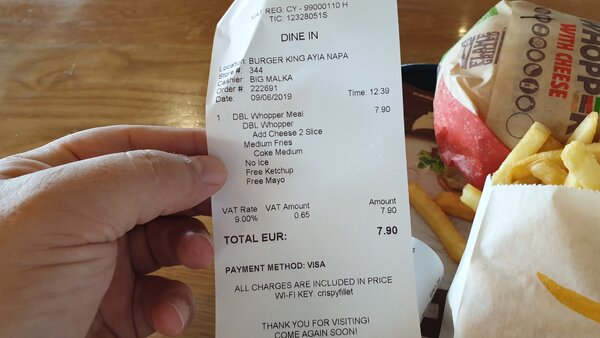 VAT REG. CY - 99000110 H
TIC: 12328051S
DINE IN
Location: BURGER KING AYIA NAPA
Store #: 344
Cashier: BIG MALKA
Order #: 222691
Date: 09/06/2019 Time: 12:39
1 DBL Whopper Meal 7.90
DBL Whopper
Add Cheese 2 Slice
Medium Fries
Coke Medium
No Ice
Free Ketchup
Free Mayo
VAT Rate VAT Amount Amount
9.00% 0.65 7.90
TOTAL EUR: 7.90
PAYMENT METHOD: VISA
ALL CHARGES ARE INCLUDED IN PRICE
WI-FI KEY: crispyfillet
THANK YOU FOR VISITING!
COME AGAIN SOON!
WHOPPER
WITH CHEESE